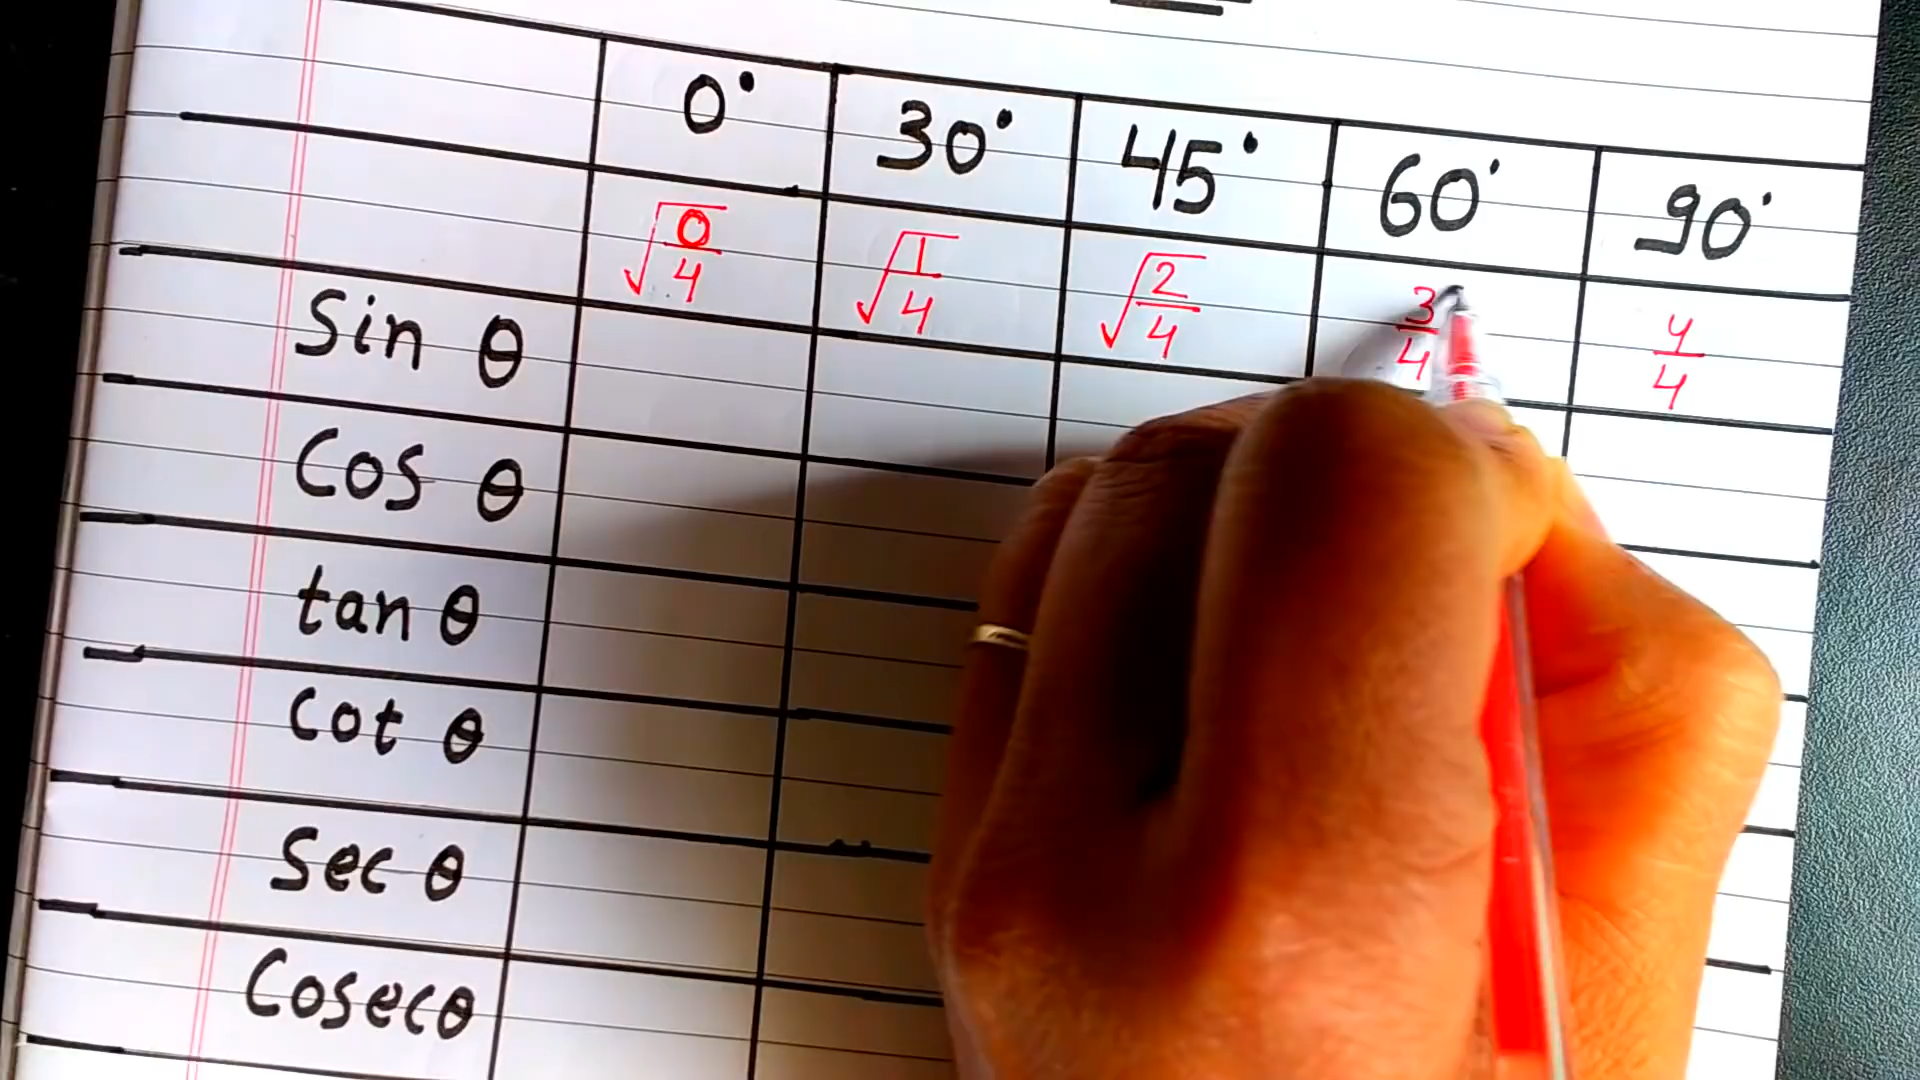 0° 30° 45° 60° 90°
√0/4 √1/4 √2/4 3/4 4/4
Sin θ
Cos θ
tan θ
Cot θ
Sec θ
Cosecθ